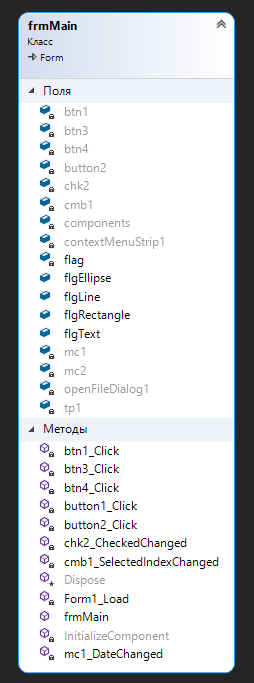 frmMain
Класс
Form
Поля
btn1
btn3
btn4
button2
chk2
cmb1
components
contextMenuStrip1
flag
flgEllipse
flgLine
flgRectangle
flgText
mc1
mc2
openFileDialog1
tp1
Методы
btn1_Click
btn3_Click
btn4_Click
button1_Click
button2_Click
chk2_CheckedChanged
cmb1_SelectedIndexChanged
Dispose
Form1_Load
frmMain
InitializeComponent
mc1_DateChanged